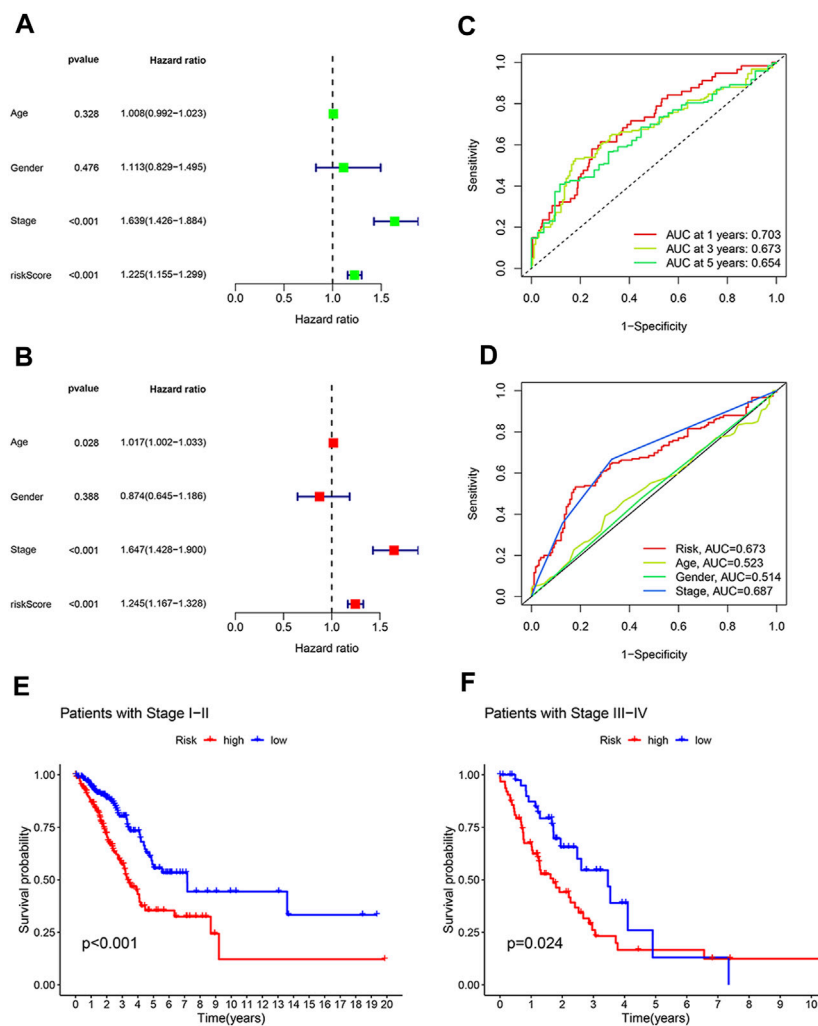 A
pvalue Hazard ratio
Age 0.328 1.008(0.992−1.023)
Gender 0.476 1.113(0.829−1.495)
Stage <0.001 1.639(1.426−1.884)
riskScore <0.001 1.225(1.155−1.299)
0.0 0.5 1.0 1.5
Hazard ratio
C
Sensitivity
1.0
0.8
0.6
0.4
0.2
0.0
AUC at 1 years: 0.703
AUC at 3 years: 0.673
AUC at 5 years: 0.654
0.0 0.2 0.4 0.6 0.8 1.0
1−Specificity
B
pvalue Hazard ratio
Age 0.028 1.017(1.002−1.033)
Gender 0.388 0.874(0.645−1.186)
Stage <0.001 1.647(1.428−1.900)
riskScore <0.001 1.245(1.167−1.328)
0.0 0.5 1.0 1.5
Hazard ratio
D
Sensitivity
1.0
0.8
0.6
0.4
0.2
0.0
Risk, AUC=0.673
Age, AUC=0.523
Gender, AUC=0.514
Stage, AUC=0.687
0.0 0.2 0.4 0.6 0.8 1.0
1−Specificity
E
Patients with Stage I−II
Risk high low
Survival probability
1.00
0.75
0.50
0.25
0.00
p<0.001
0 1 2 3 4 5 6 7 8 9 10 11 12 13 14 15 16 17 18 19 20
Time(years)
F
Patients with Stage III−IV
Risk high low
Survival probability
1.00
0.75
0.50
0.25
0.00
p=0.024
0 1 2 3 4 5 6 7 8 9 10
Time(years)